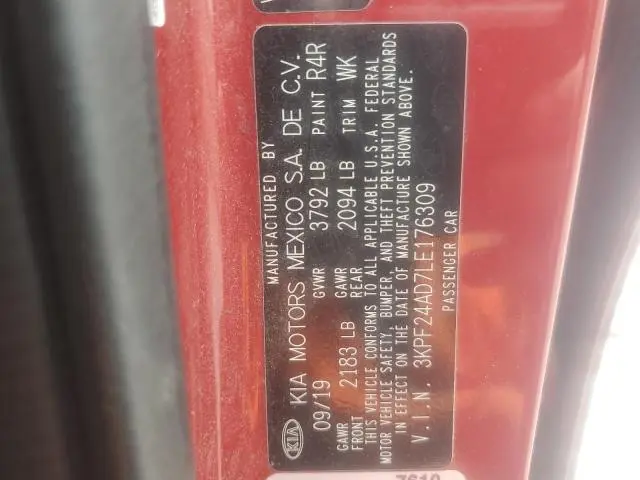 MANUFACTURED BY
KIA KIA MOTORS MEXICO S.A. DE C.V.
09/19 GVWR 3792 LB PAINT R4R
GAWR FRONT 2183 LB GAWR REAR 2094 LB TRIM WK
THIS VEHICLE CONFORMS TO ALL APPLICABLE U.S.A. FEDERAL
MOTOR VEHICLE SAFETY, BUMPER, AND THEFT PREVENTION STANDARDS
IN EFFECT ON THE DATE OF MANUFACTURE SHOWN ABOVE.
V.I.N. 3KPF24AD7LE176309
PASSENGER CAR